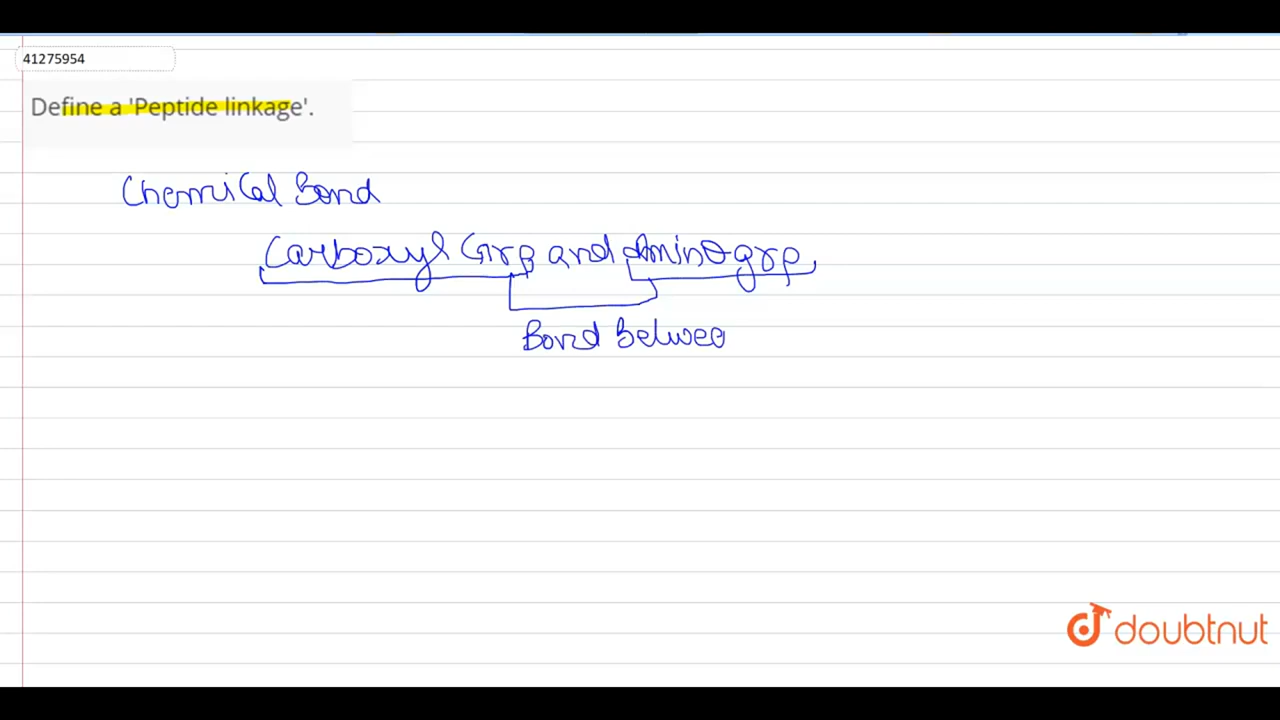 41275954
Define a 'Peptide linkage'.
Chemical Bond
Carboxyl Grp and Amino grp
Bond Betwee
doubtnut